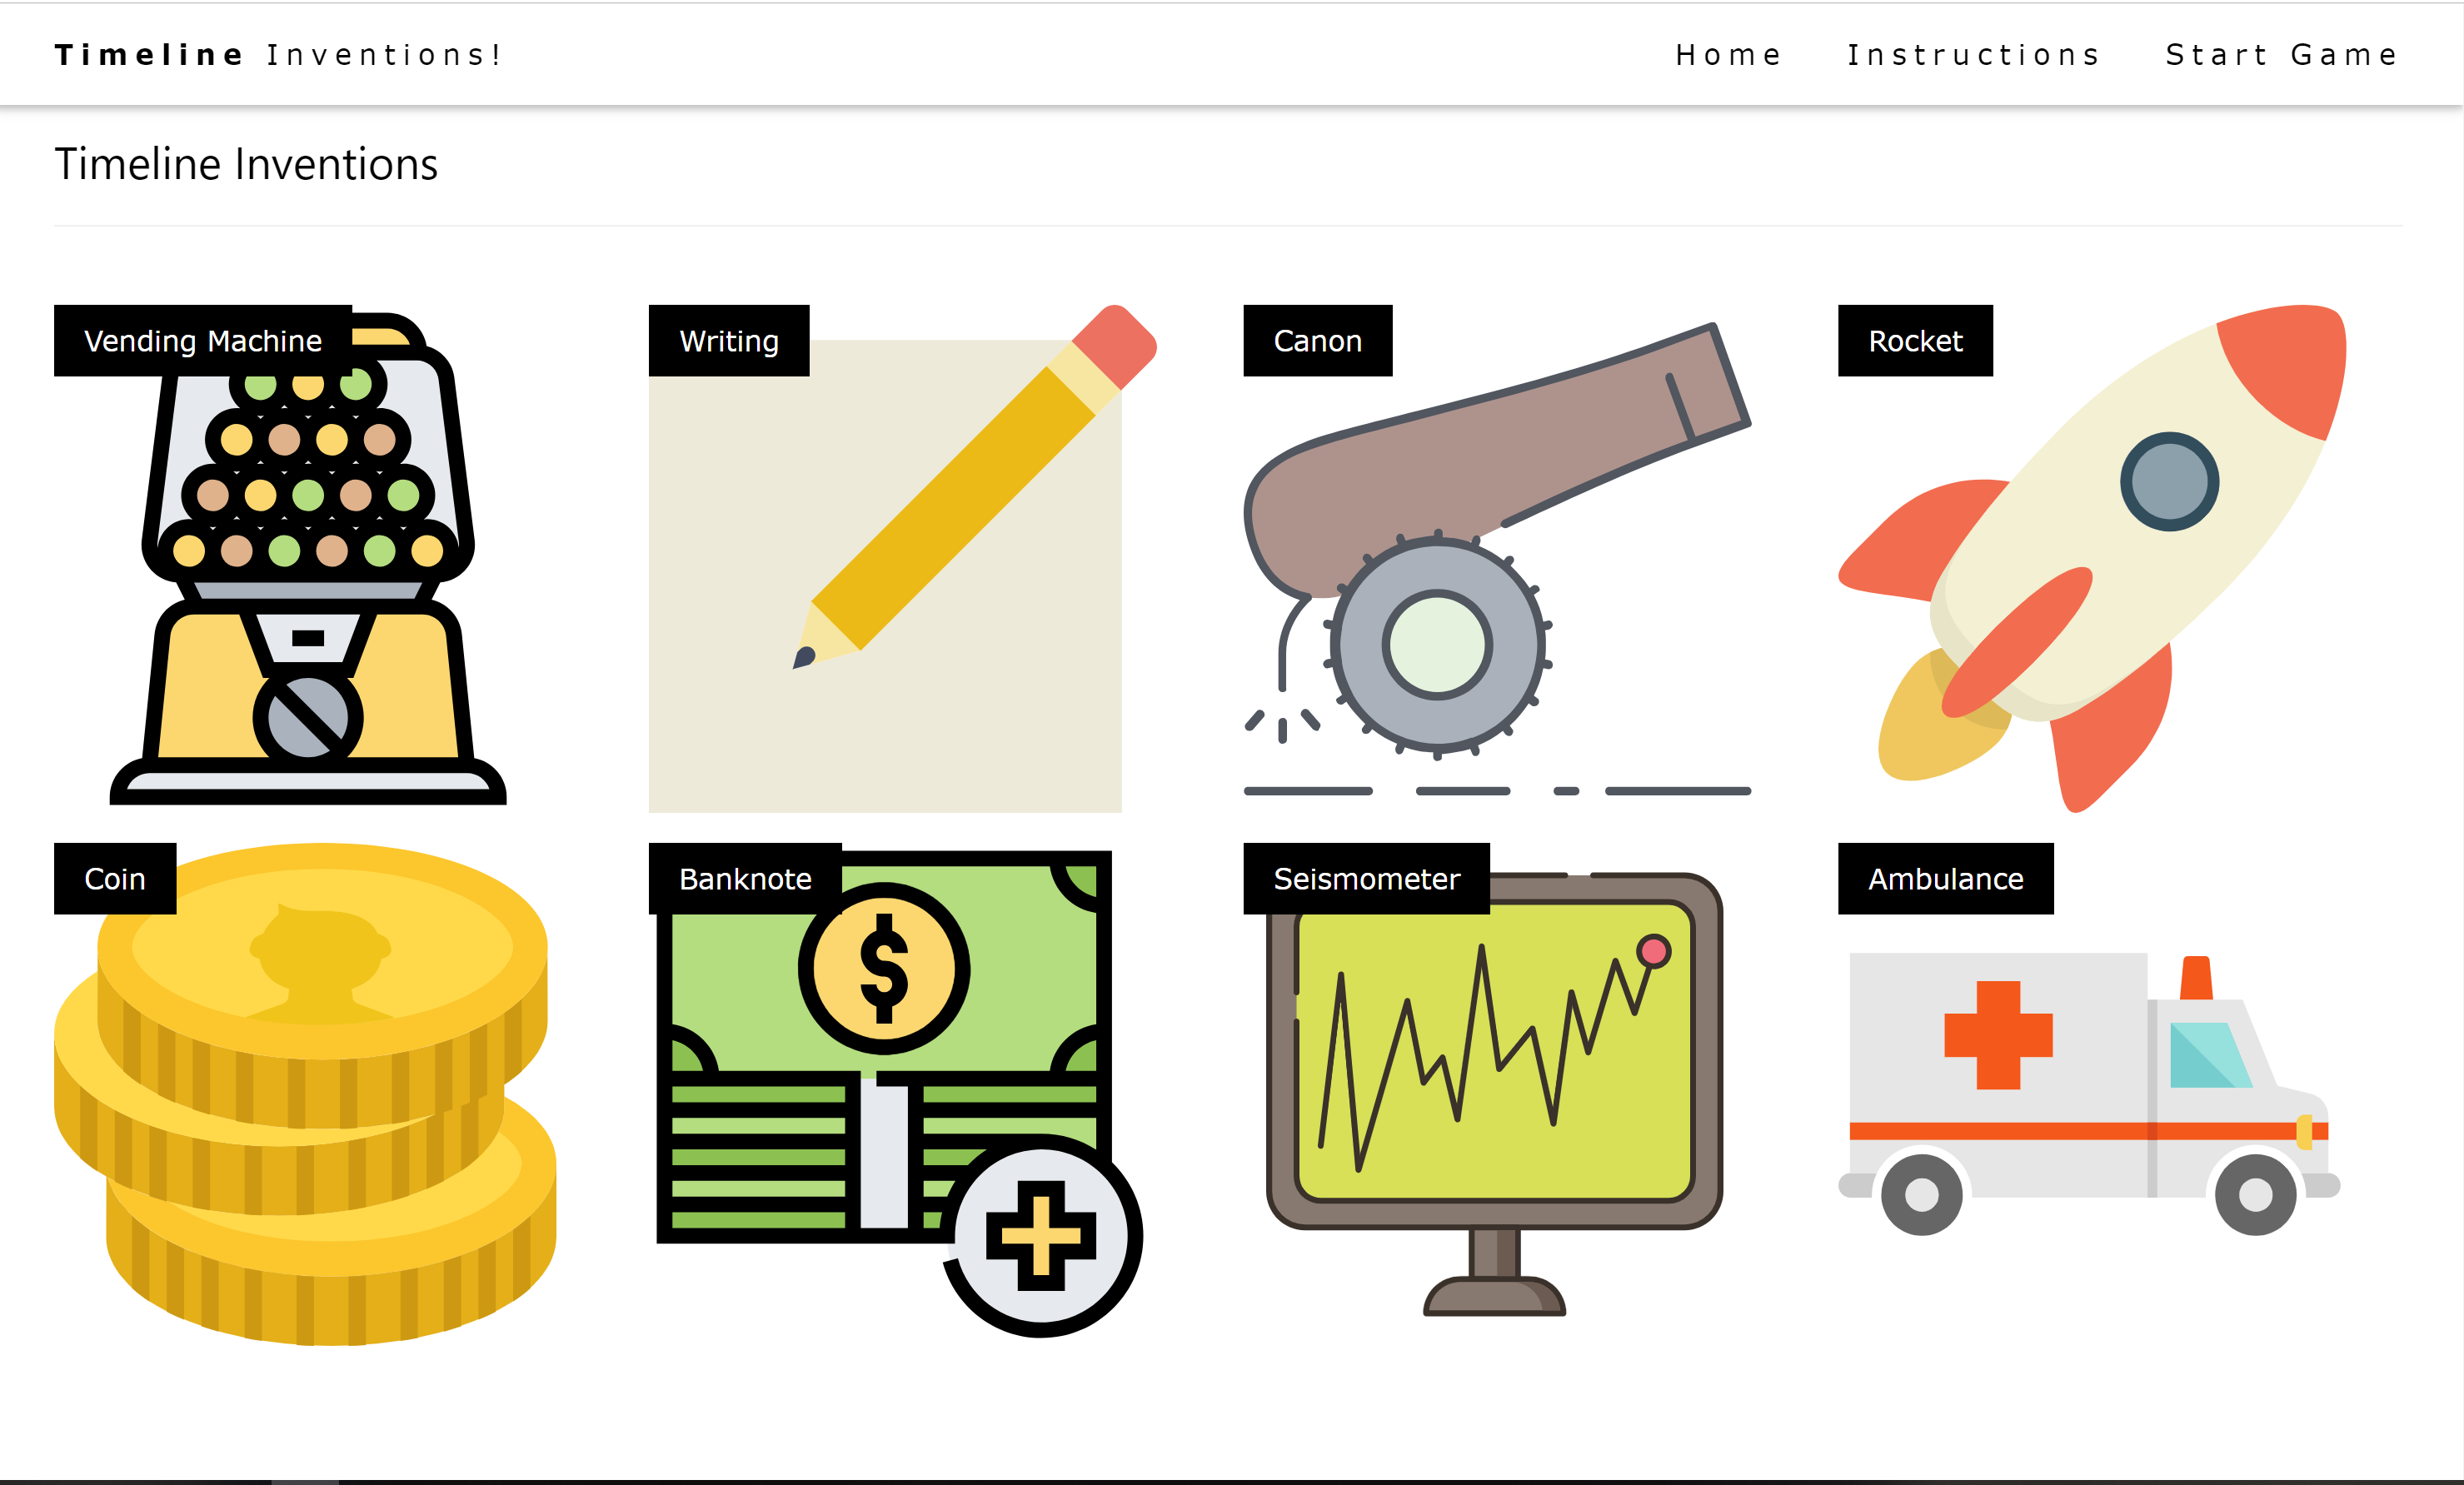 Timeline Inventions!
Home Instructions Start Game
Timeline Inventions
Vending Machine
Writing
Canon
Rocket
Coin
Banknote
$
Seismometer
Ambulance